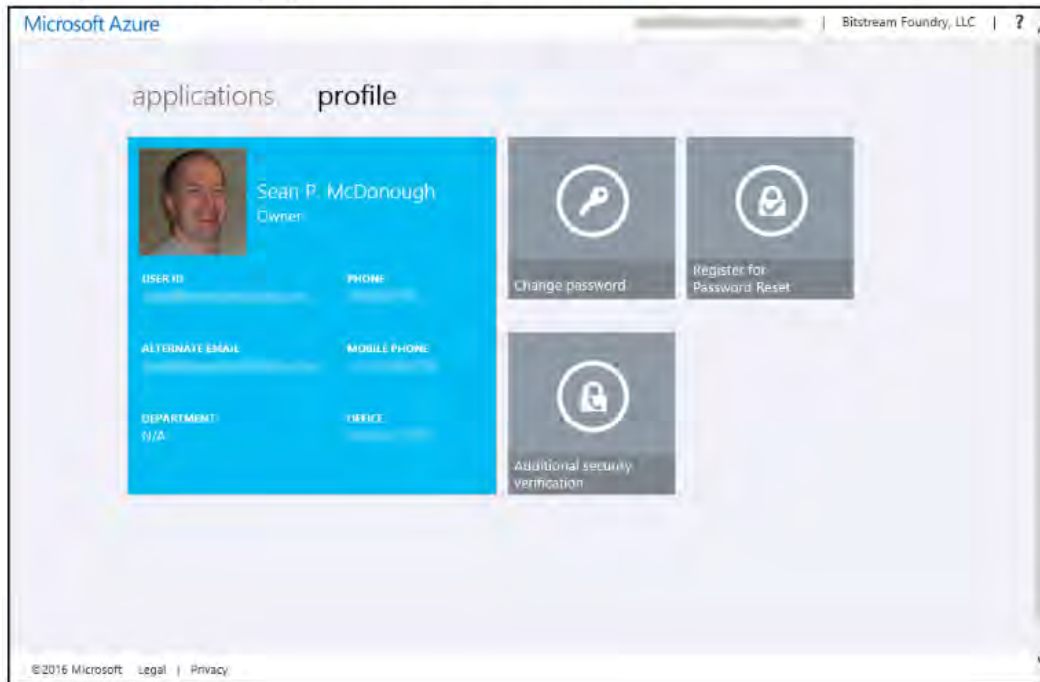 Microsoft Azure
| Bitstream Foundry, LLC | ?
applications profile
Sean P. McDonough
Owner
USER ID PHONE
ALTERNATE EMAIL MOBILE PHONE
DEPARTMENT OFFICE
N/A
Change password
Register for
Password Reset
Additional security
verification
©2016 Microsoft Legal | Privacy